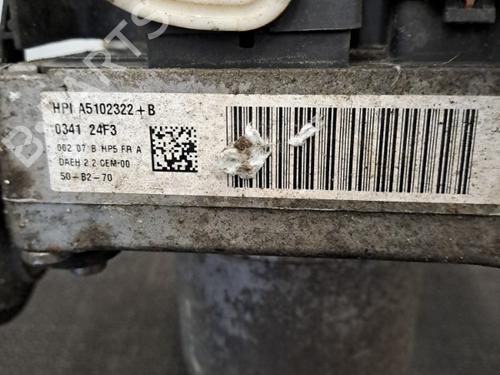 HPI A5102322+B
0341 24F3
002 07 B HP5 FR A
DAEH 2.2 CEM-00
50-B2-70